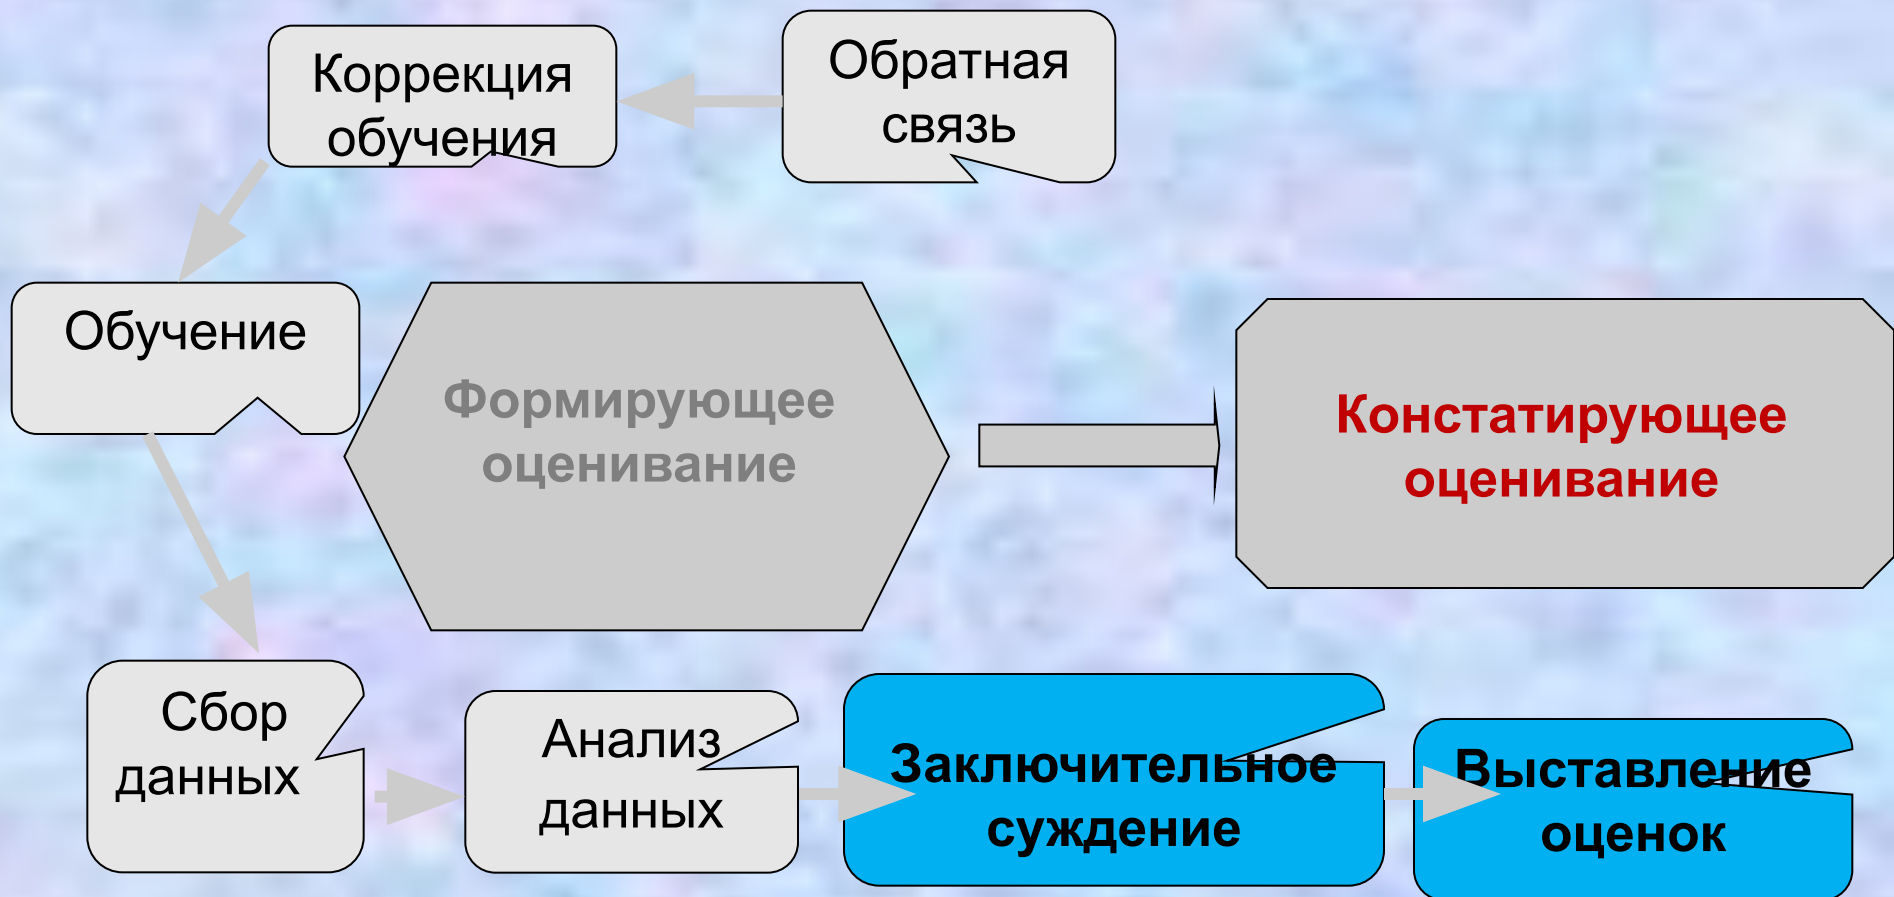 Коррекция
обучения
Обратная
связь
Обучение
Формирующее
оценивание
Констатирующее
оценивание
Сбор
данных
Анализ
данных
Заключительное
суждение
Выставление
оценок